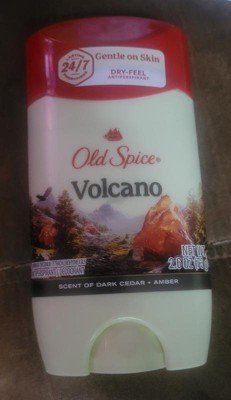 24/7
Gentle on Skin
DRY-FEEL
ANTIPERSPIRANT
Old Spice®
Volcano
NET WT
2.6 OZ
SCENT OF DARK CEDAR • AMBER